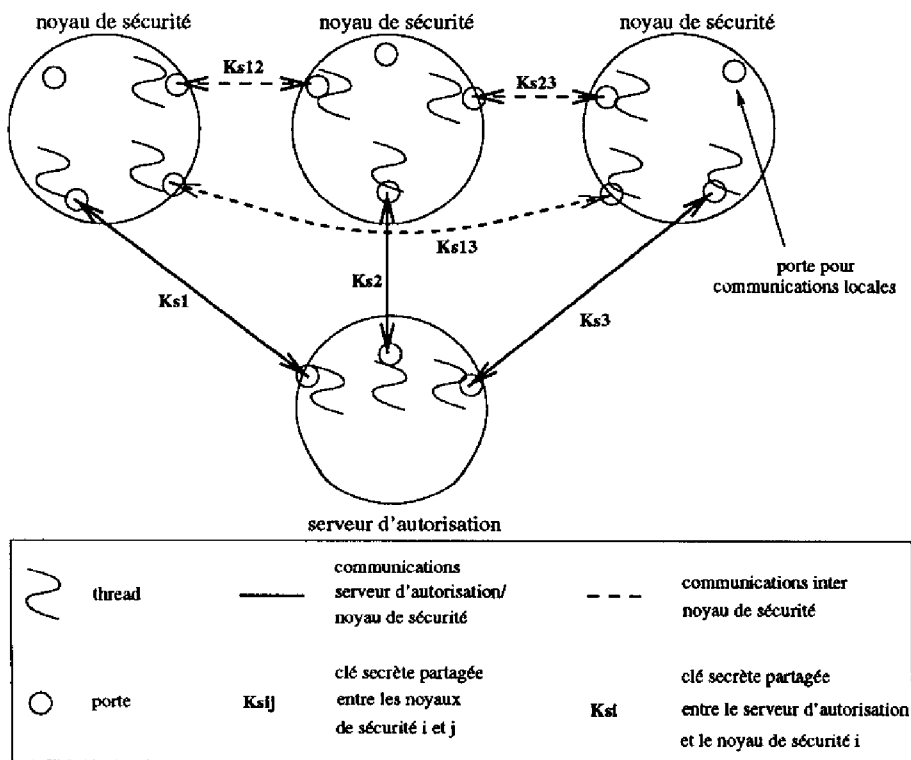 noyau de sécurité
noyau de sécurité
noyau de sécurité
Ks12
Ks23
Ks13
Ks1
Ks2
Ks3
porte pour
communications locales
serveur d'autorisation
thread
communications
serveur d'autorisation/
noyau de sécurité
communications inter
noyau de sécurité
porte
Ksij
clé secrète partagée
entre les noyaux
de sécurité i et j
Ksi
clé secrète partagée
entre le serveur d'autorisation
et le noyau de sécurité i